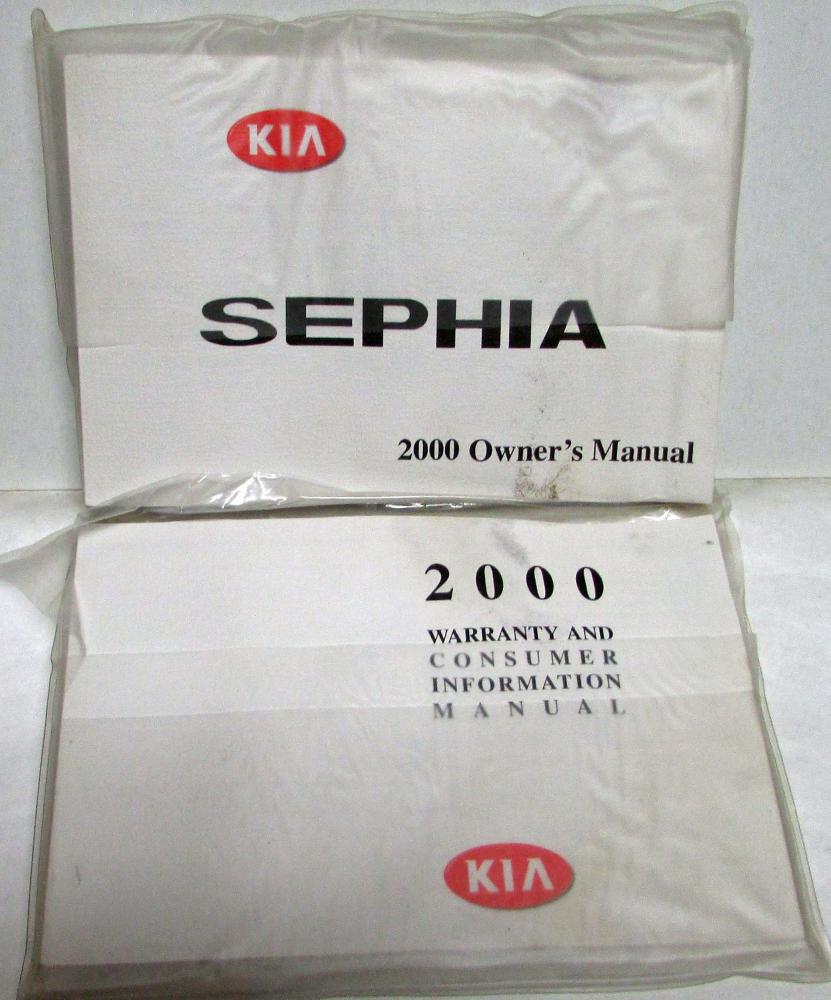 KIA
SEPHIA
2000 Owner's Manual
2000
WARRANTY AND
CONSUMER
INFORMATION
MANUAL
KIA